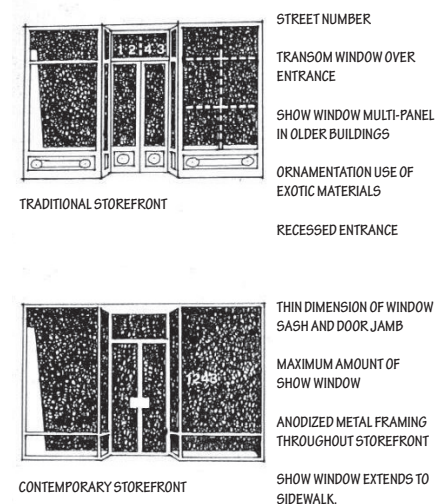 STREET NUMBER
TRANSOM WINDOW OVER
ENTRANCE
SHOW WINDOW MULTI-PANEL
IN OLDER BUILDINGS
ORNAMENTATION USE OF
EXOTIC MATERIALS
RECESSED ENTRANCE
1243
TRADITIONAL STOREFRONT
THIN DIMENSION OF WINDOW
SASH AND DOOR JAMB
MAXIMUM AMOUNT OF
SHOW WINDOW
ANODIZED METAL FRAMING
THROUGHOUT STOREFRONT
SHOW WINDOW EXTENDS TO
SIDEWALK.
1243
CONTEMPORARY STOREFRONT